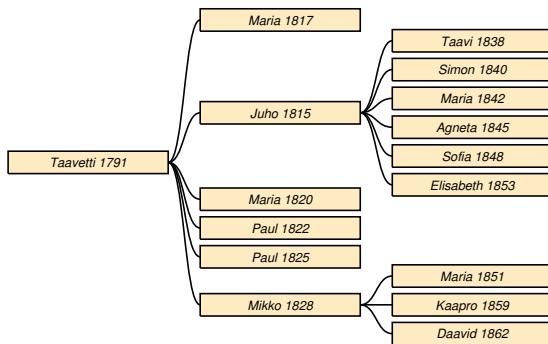 Maria 1817
Taavi 1838
Simon 1840
Maria 1842
Juho 1815
Agneta 1845
Sofia 1848
Taavetti 1791
Elisabeth 1853
Maria 1820
Paul 1822
Paul 1825
Maria 1851
Mikko 1828
Kaapro 1859
Daavid 1862